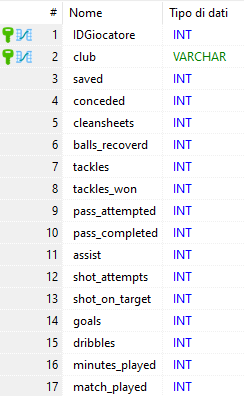 # Nome Tipo di dati
1 IDGiocatore INT
2 club VARCHAR
3 saved INT
4 conceded INT
5 cleansheets INT
6 balls_recoverd INT
7 tackles INT
8 tackles_won INT
9 pass_attempted INT
10 pass_completed INT
11 assist INT
12 shot_attempts INT
13 shot_on_target INT
14 goals INT
15 dribbles INT
16 minutes_played INT
17 match_played INT